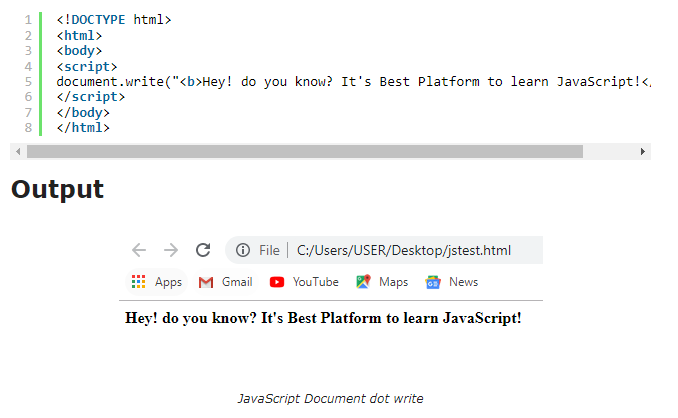 1 <!DOCTYPE html>
2 <html>
3 <body>
4 <script>
5 document.write("<b>Hey! do you know? It's Best Platform to learn JavaScript!</
6 </script>
7 </body>
8 </html>
Output
File | C:/Users/USER/Desktop/jstest.html
Apps Gmail YouTube Maps News
Hey! do you know? It's Best Platform to learn JavaScript!
JavaScript Document dot write